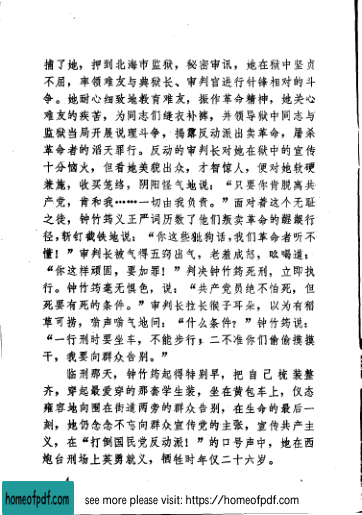 捕了她，押到北海市监狱，秘密审讯，她在狱中坚贞
不屈，率领难友与典狱长、审判官进行针锋相对的斗
争。她耐心细致地教育难友，振作革命精神，她关心
难友的疾苦，为同志们缝衣补裤，并领导狱中同志与
监狱当局开展说理斗争，揭露反动派出卖革命，屠杀
革命者的滔天罪行。反动的审判长对她在狱中的宣传
十分恼火，但看她美貌出众，才智惊人，便对她软硬
兼施，收买笼络，阴阳怪气地说：“只要你肯脱离共
产党，肯和我……一切由我负责。”面对着这个无耻
之徒，钟竹筠义正严词历数了他们叛卖革命的龌龊行
径，斩钉截铁地说：“你这些狗话，我们革命者听不
懂！”审判长被气得五窍出气，老羞成怒，吆喝道：
“你这样顽固，要加罪！”判决钟竹筠死刑，立即执
行。钟竹筠毫无惧色，说：“共产党员绝不怕死，但
死要有死的条件。”审判长拉长猴子耳朵，以为有稻
草可捞，嗡声喘气地问：“什么条件？”钟竹筠说：
“一行刑时要坐车，不能步行；二不准你们偷偷摸摸
干，我要向群众告别。”
临刑那天，钟竹筠起得特别早，把自己梳装整
齐，穿起最爱穿的那套学生装，坐在黄包车上，仪态
雍容地向围在街道两旁的群众告别，在生命的最后一
刻，她仍念念不忘向群众宣传党的主张，宣传共产主
义，在“打倒国民党反动派！”的口号声中，她在西
炮台刑场上英勇就义，牺牲时年仅二十六岁。
homeofpdf.com
see more please visit: https://homeofpdf.com